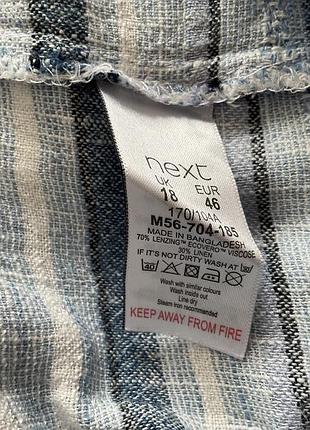 next
UK EUR
18 46
170/104A
M56-704-185
MADE IN BANGLADESH
70% LENZING™ ECOVERO™ VISCOSE
30% LINEN
IF IT'S NOT DIRTY WASH AT 30
40
Wash with similar colours
Wash inside out
Line dry
Steam iron recommended
KEEP AWAY FROM FIRE